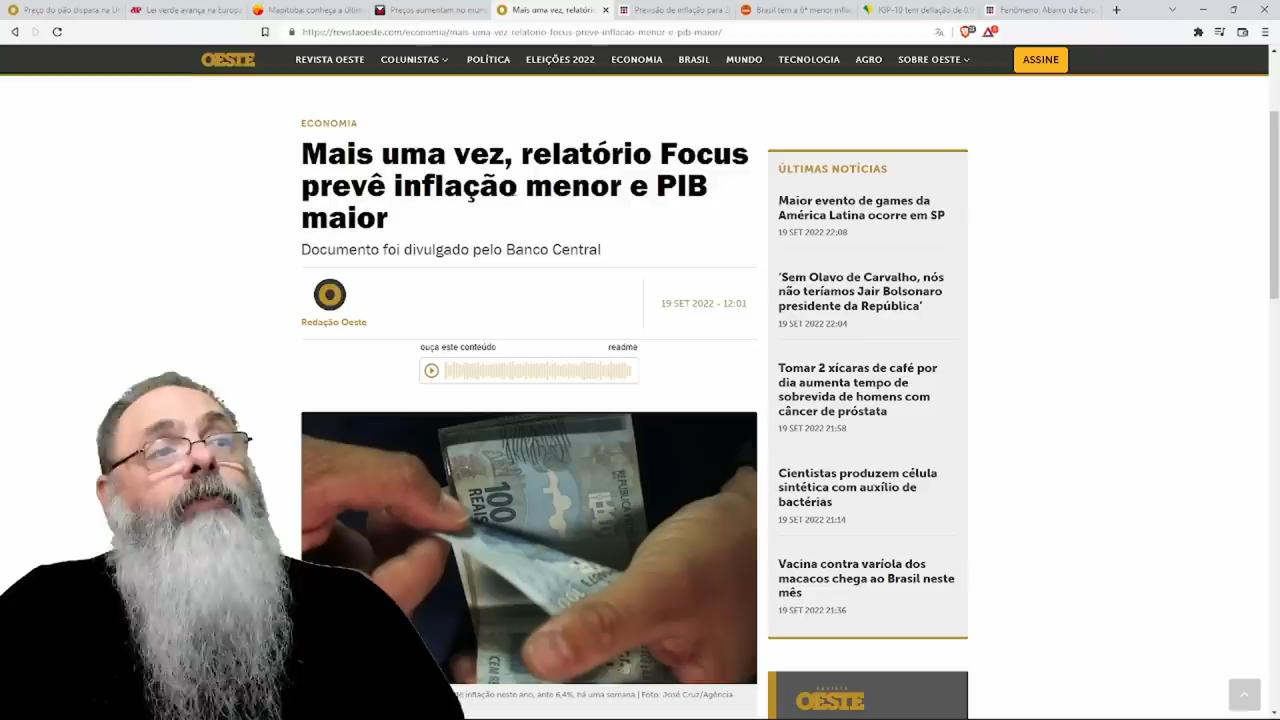 Preço do pão dispara na Un
Lei verde avança na Europa
Mapitoba: conheça a últim
Preços aumentam no mun
Mais uma vez, relatóri
Previsão de inflação para 2
Brasil tem a 6ª menor infla
IGP-10 tem deflação de 0,9
Fenômeno: Abaixo da Euro
https://revistaoeste.com/economia/mais-uma-vez-relatorio-focus-preve-inflacao-menor-e-pib-maior/
OESTE
REVISTA OESTE
COLUNISTAS
POLÍTICA
ELEIÇÕES 2022
ECONOMIA
BRASIL
MUNDO
TECNOLOGIA
AGRO
SOBRE OESTE
ASSINE
ECONOMIA
Mais uma vez, relatório Focus
prevê inflação menor e PIB
maior
Documento foi divulgado pelo Banco Central
Redação Oeste
19 SET 2022 - 12:01
ouça este conteúdo
readme
100
REAIS
e inflação neste ano, ante 6,4%, há uma semana | Foto: José Cruz/Agência
ÚLTIMAS NOTÍCIAS
Maior evento de games da
América Latina ocorre em SP
19 SET 2022 22:08
'Sem Olavo de Carvalho, nós
não teríamos Jair Bolsonaro
presidente da República'
19 SET 2022 22:04
Tomar 2 xícaras de café por
dia aumenta tempo de
sobrevida de homens com
câncer de próstata
19 SET 2022 21:58
Cientistas produzem célula
sintética com auxílio de
bactérias
19 SET 2022 21:14
Vacina contra varíola dos
macacos chega ao Brasil neste
mês
19 SET 2022 21:36
REVISTA
OESTE